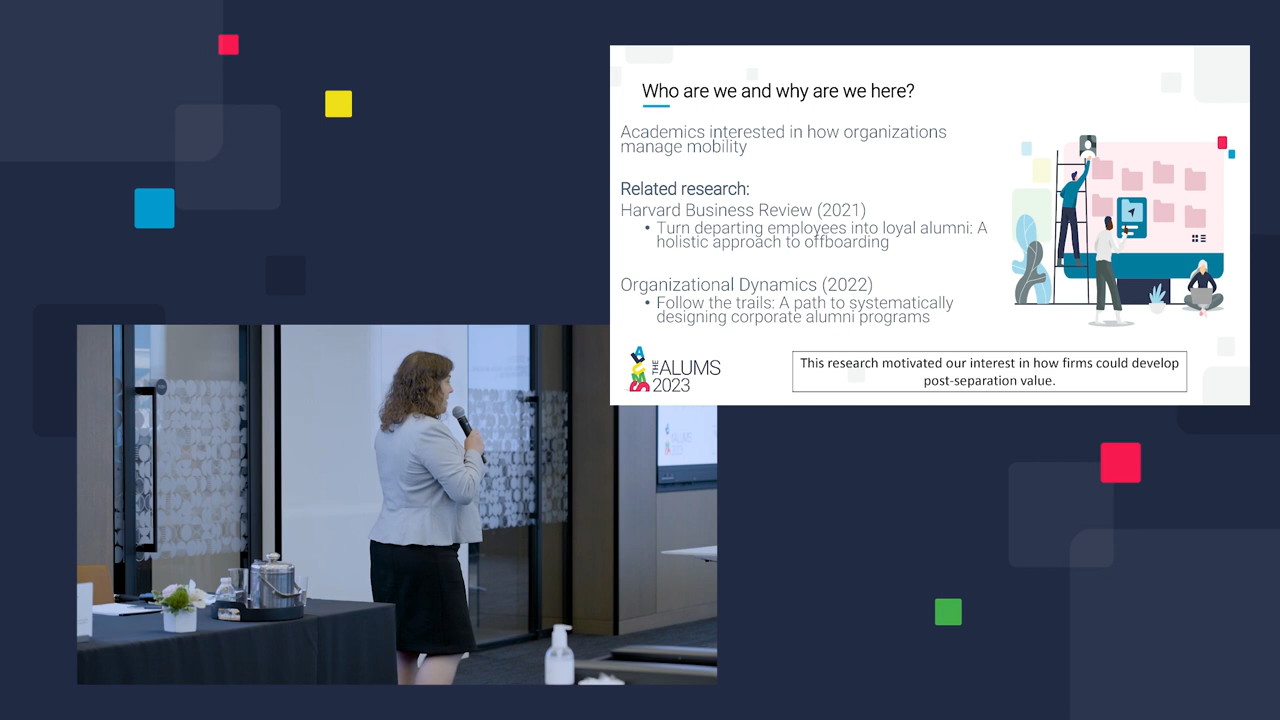 Who are we and why are we here?
Academics interested in how organizations
manage mobility
Related research:
Harvard Business Review (2021)
• Turn departing employees into loyal alumni: A
holistic approach to offboarding
Organizational Dynamics (2022)
• Follow the trails: A path to systematically
designing corporate alumni programs
THE ALUMS
2023
This research motivated our interest in how firms could develop
post-separation value.